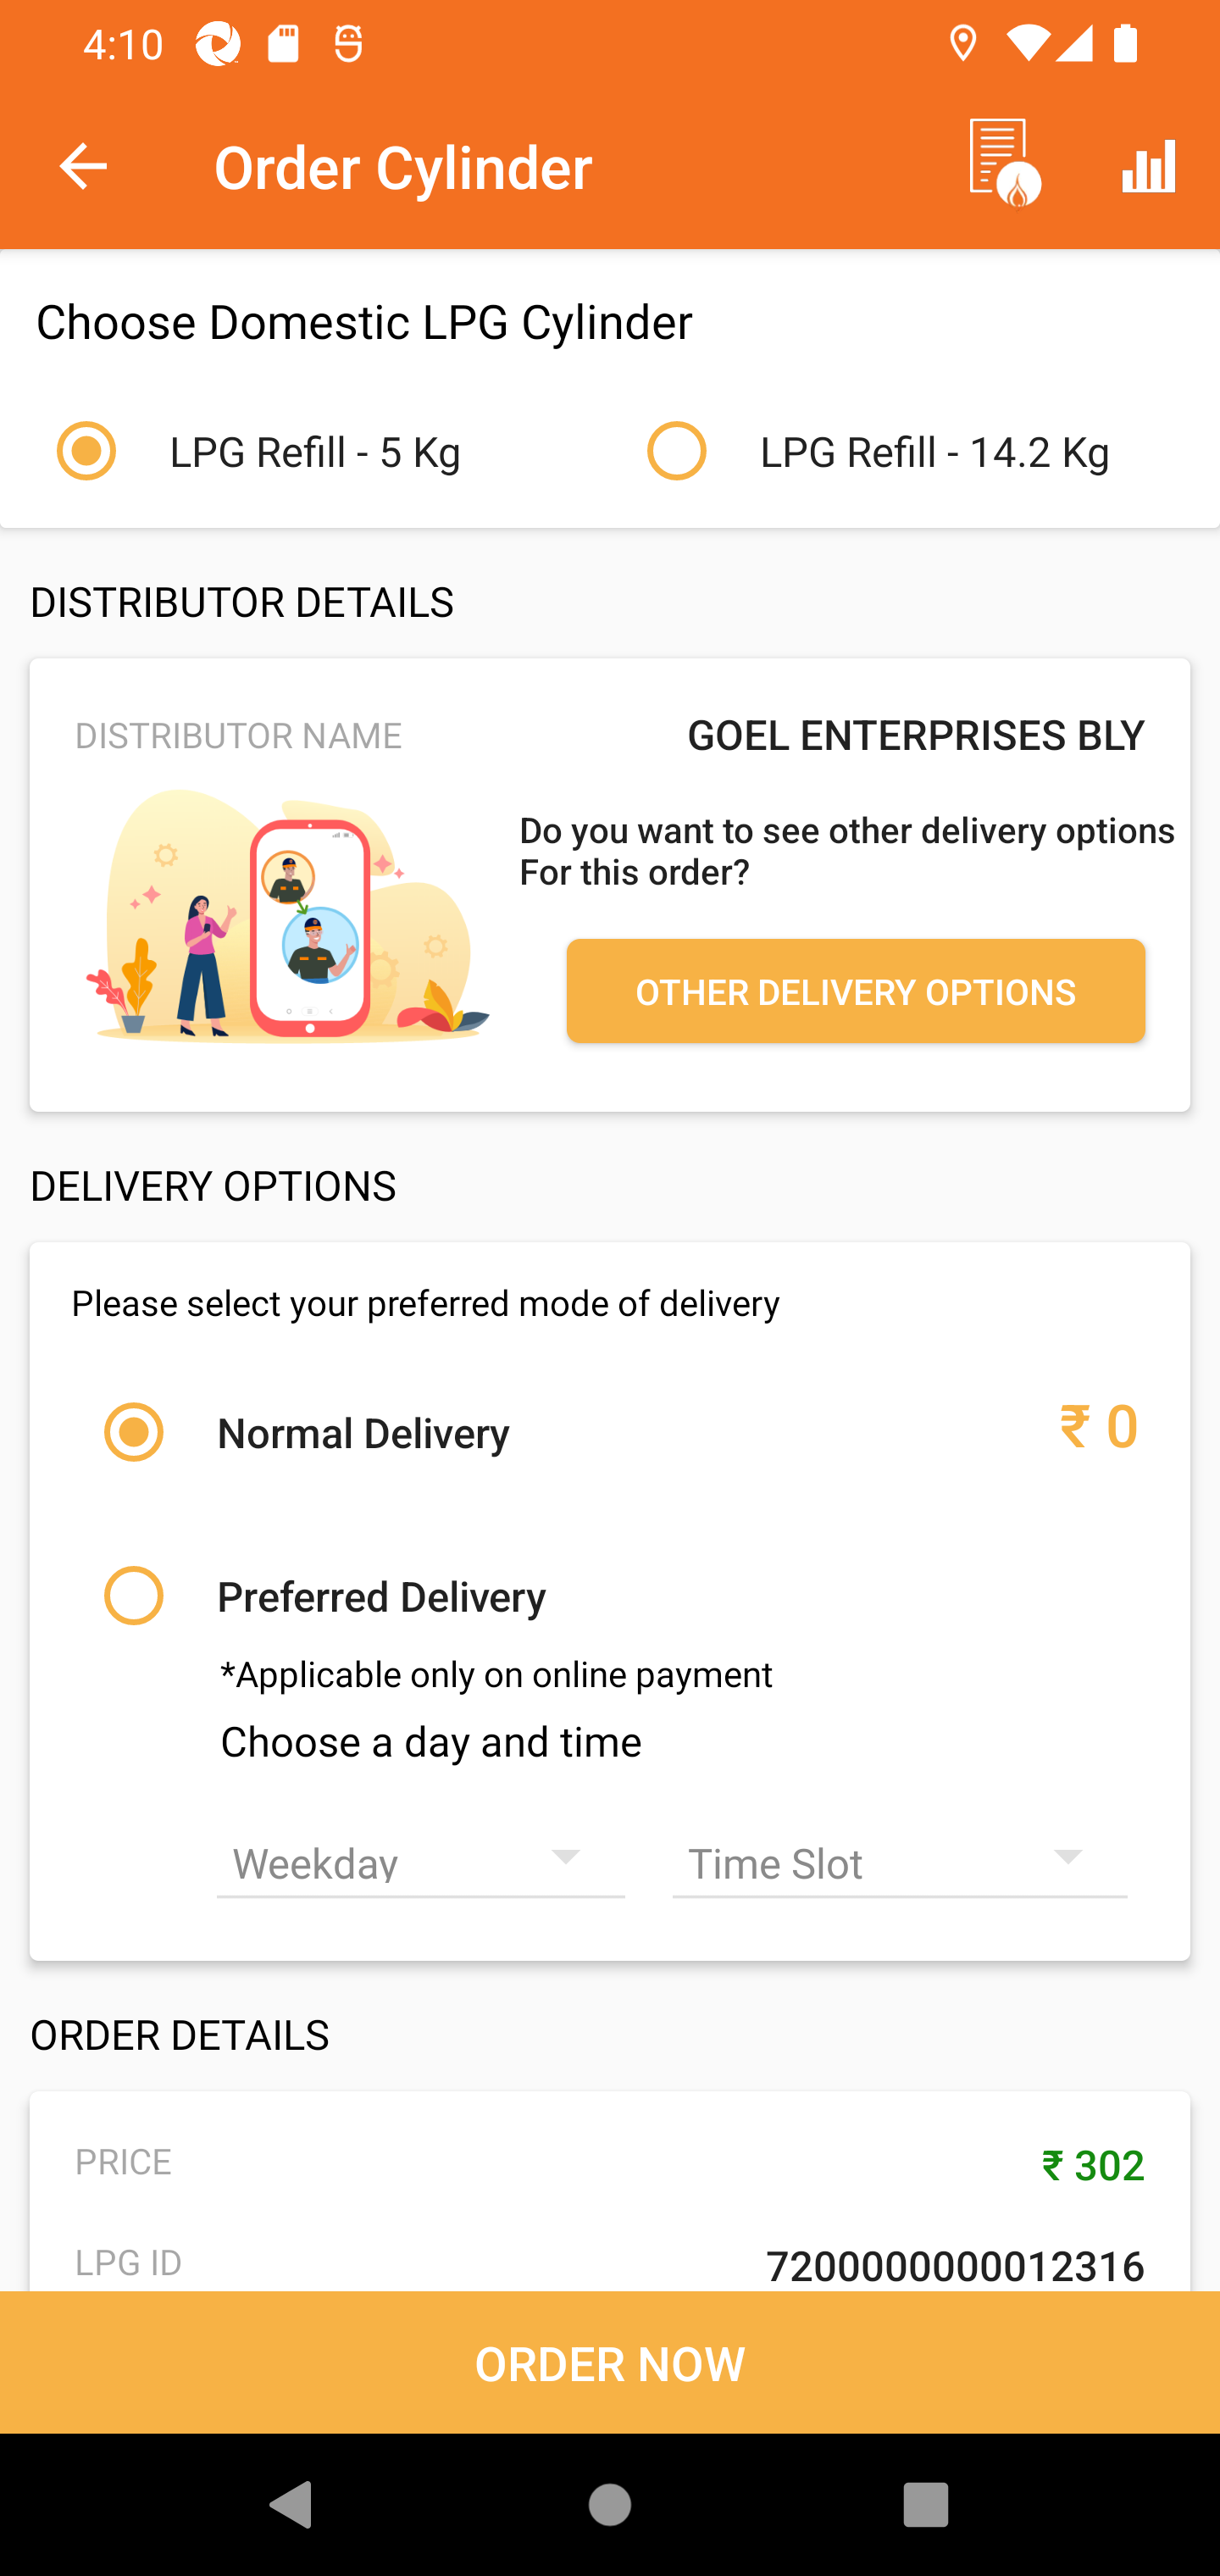 4:10
Order Cylinder
Choose Domestic LPG Cylinder
LPG Refill - 5 Kg
LPG Refill - 14.2 Kg
DISTRIBUTOR DETAILS
DISTRIBUTOR NAME
GOEL ENTERPRISES BLY
Do you want to see other delivery options
For this order?
OTHER DELIVERY OPTIONS
DELIVERY OPTIONS
Please select your preferred mode of delivery
Normal Delivery
₹ 0
Preferred Delivery
*Applicable only on online payment
Choose a day and time
Weekday
Time Slot
ORDER DETAILS
PRICE
₹ 302
LPG ID
7200000000012316
ORDER NOW